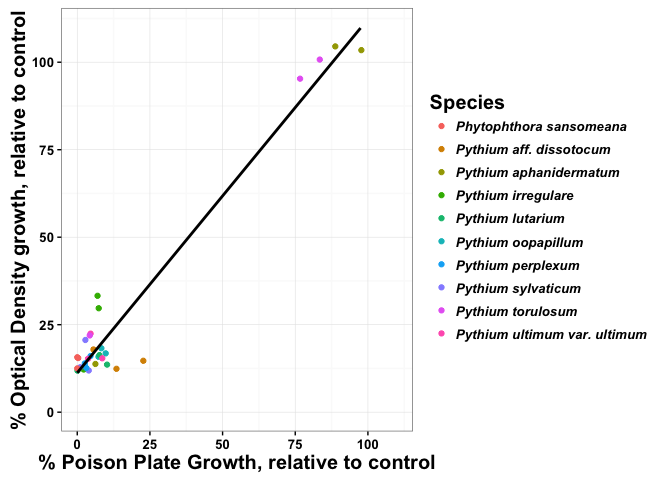 % Optical Density growth, relative to control
100
75
50
25
0
0 25 50 75 100
% Poison Plate Growth, relative to control
Species
Phytophthora sansomeana
Pythium aff. dissotocum
Pythium aphanidermatum
Pythium irregulare
Pythium lutarium
Pythium oopapillum
Pythium perplexum
Pythium sylvaticum
Pythium torulosum
Pythium ultimum var. ultimum